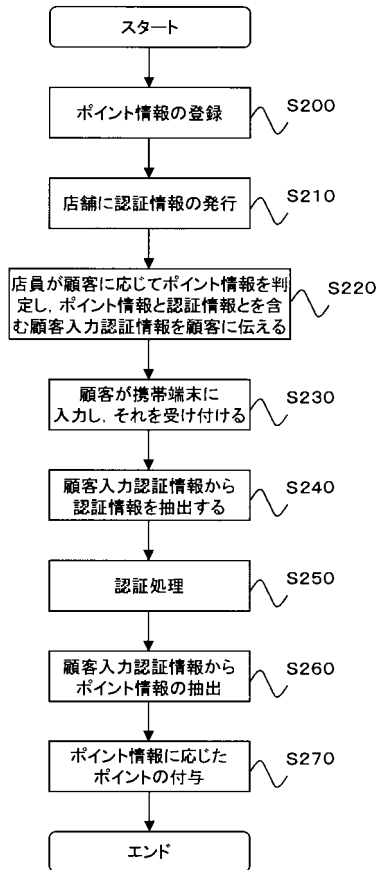 スタート
ポイント情報の登録
S200
店舗に認証情報の発行
S210
店員が顧客に応じてポイント情報を判
定し，ポイント情報と認証情報とを含
む顧客入力認証情報を顧客に伝える
S220
顧客が携帯端末に
入力し，それを受け付ける
S230
顧客入力認証情報から
認証情報を抽出する
S240
認証処理
S250
顧客入力認証情報から
ポイント情報の抽出
S260
ポイント情報に応じた
ポイントの付与
S270
エンド